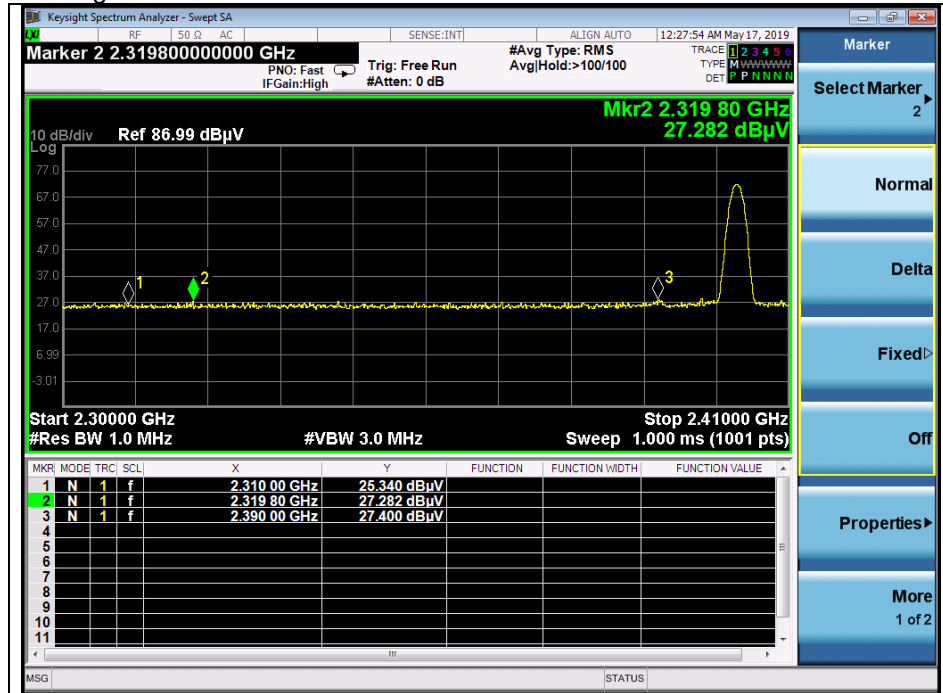 Keysight Spectrum Analyzer - Swept SA
LXI RF 50 Ω AC SENSE:INT ALIGN AUTO 12:27:54 AM May 17, 2019
Marker 2 2.319800000000 GHz
PNO: Fast
IFGain:High
Trig: Free Run
#Atten: 0 dB
#Avg Type: RMS
Avg|Hold:>100/100
TRACE 1 2 3 4 5 6
TYPE M WWWWW
DET P P N N N N
Mkr2 2.319 80 GHz
27.282 dBµV
10 dB/div Ref 86.99 dBµV
Log
77.0
67.0
57.0
47.0
37.0
27.0
17.0
6.99
-3.01
1
2
3
Start 2.30000 GHz Stop 2.41000 GHz
#Res BW 1.0 MHz #VBW 3.0 MHz Sweep 1.000 ms (1001 pts)
MKR MODE TRC SCL X Y FUNCTION FUNCTION WIDTH FUNCTION VALUE
1 N 1 f 2.310 00 GHz 25.340 dBµV
2 N 1 f 2.319 80 GHz 27.282 dBµV
3 N 1 f 2.390 00 GHz 27.400 dBµV
4
5
6
7
8
9
10
11
MSG STATUS
Marker
Select Marker
2
Normal
Delta
Fixed
Off
Properties
More
1 of 2